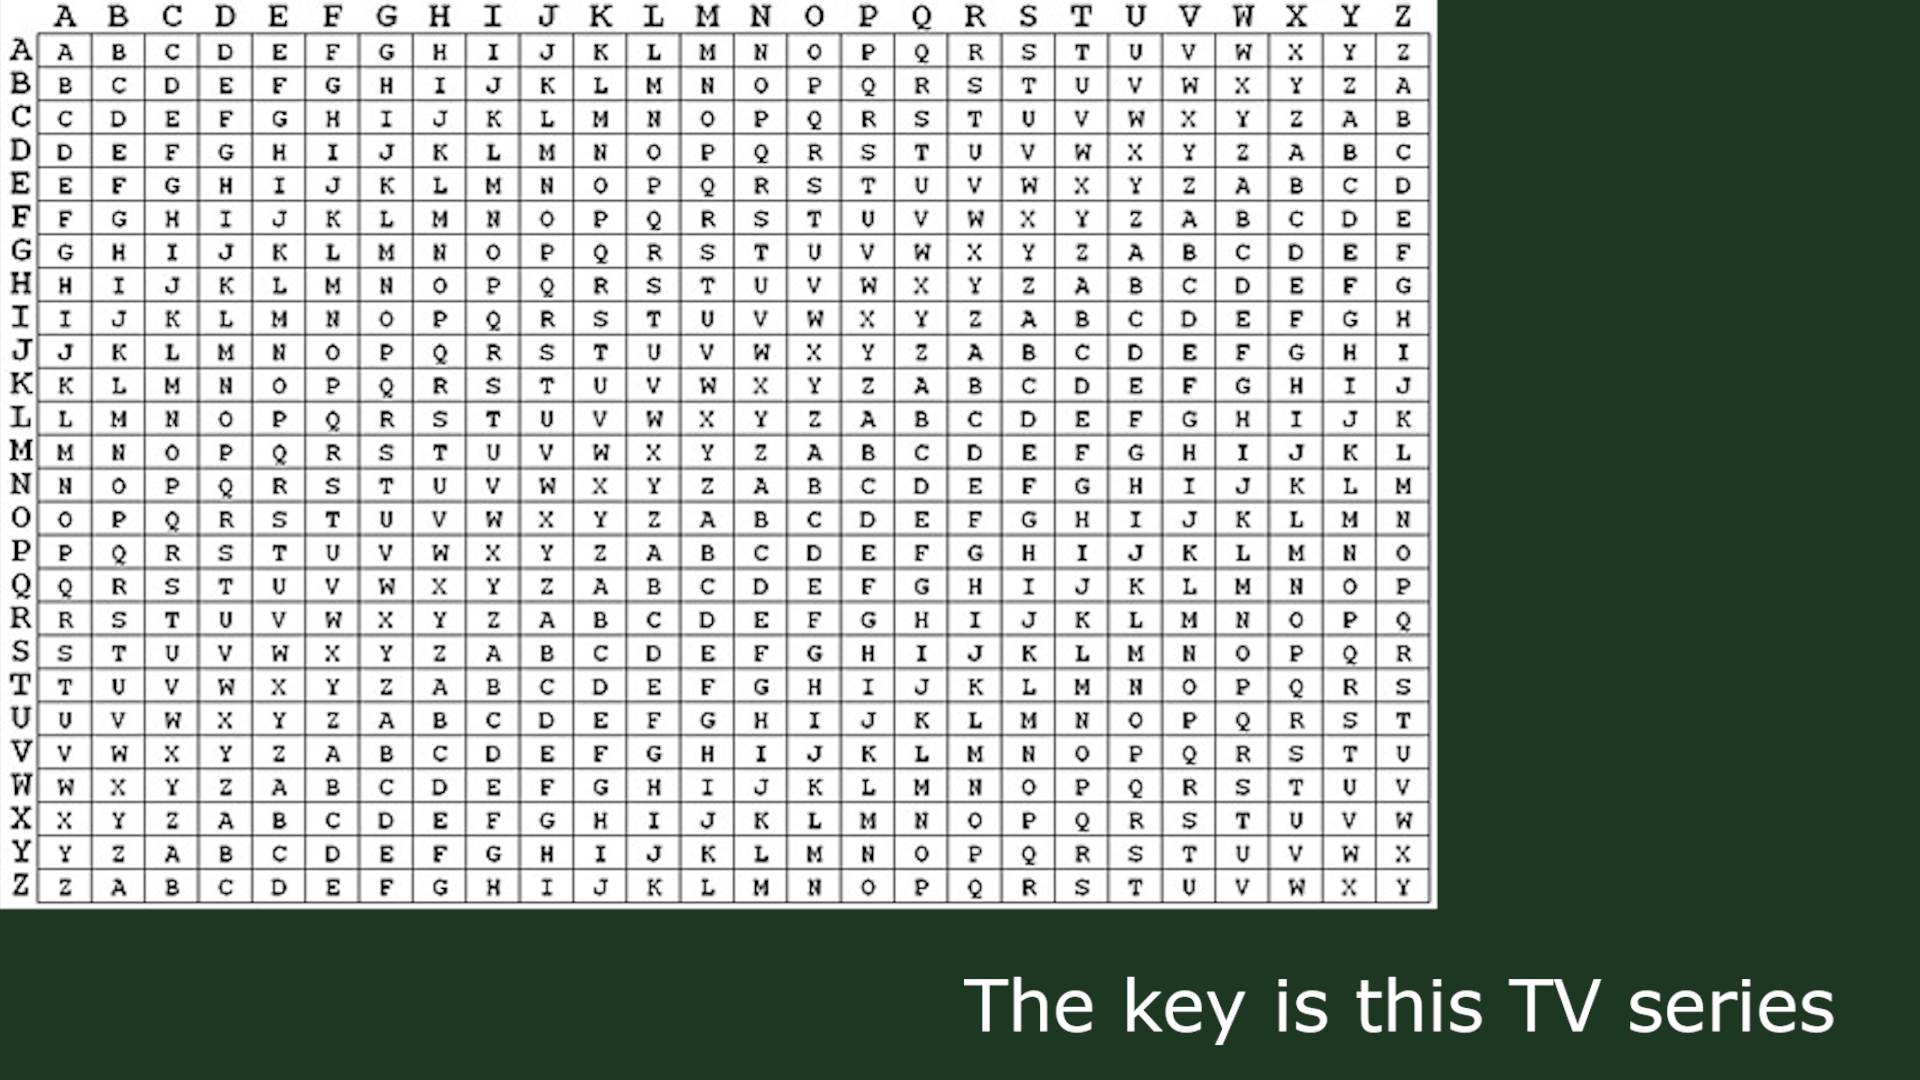 A B C D E F G H I J K L M N O P Q R S T U V W X Y Z
A A B C D E F G H I J K L M N O P Q R S T U V W X Y Z
B B C D E F G H I J K L M N O P Q R S T U V W X Y Z A
C C D E F G H I J K L M N O P Q R S T U V W X Y Z A B
D D E F G H I J K L M N O P Q R S T U V W X Y Z A B C
E E F G H I J K L M N O P Q R S T U V W X Y Z A B C D
F F G H I J K L M N O P Q R S T U V W X Y Z A B C D E
G G H I J K L M N O P Q R S T U V W X Y Z A B C D E F
H H I J K L M N O P Q R S T U V W X Y Z A B C D E F G
I I J K L M N O P Q R S T U V W X Y Z A B C D E F G H
J J K L M N O P Q R S T U V W X Y Z A B C D E F G H I
K K L M N O P Q R S T U V W X Y Z A B C D E F G H I J
L L M N O P Q R S T U V W X Y Z A B C D E F G H I J K
M M N O P Q R S T U V W X Y Z A B C D E F G H I J K L
N N O P Q R S T U V W X Y Z A B C D E F G H I J K L M
O O P Q R S T U V W X Y Z A B C D E F G H I J K L M N
P P Q R S T U V W X Y Z A B C D E F G H I J K L M N O
Q Q R S T U V W X Y Z A B C D E F G H I J K L M N O P
R R S T U V W X Y Z A B C D E F G H I J K L M N O P Q
S S T U V W X Y Z A B C D E F G H I J K L M N O P Q R
T T U V W X Y Z A B C D E F G H I J K L M N O P Q R S
U U V W X Y Z A B C D E F G H I J K L M N O P Q R S T
V V W X Y Z A B C D E F G H I J K L M N O P Q R S T U
W W X Y Z A B C D E F G H I J K L M N O P Q R S T U V
X X Y Z A B C D E F G H I J K L M N O P Q R S T U V W
Y Y Z A B C D E F G H I J K L M N O P Q R S T U V W X
Z Z A B C D E F G H I J K L M N O P Q R S T U V W X Y
The key is this TV series